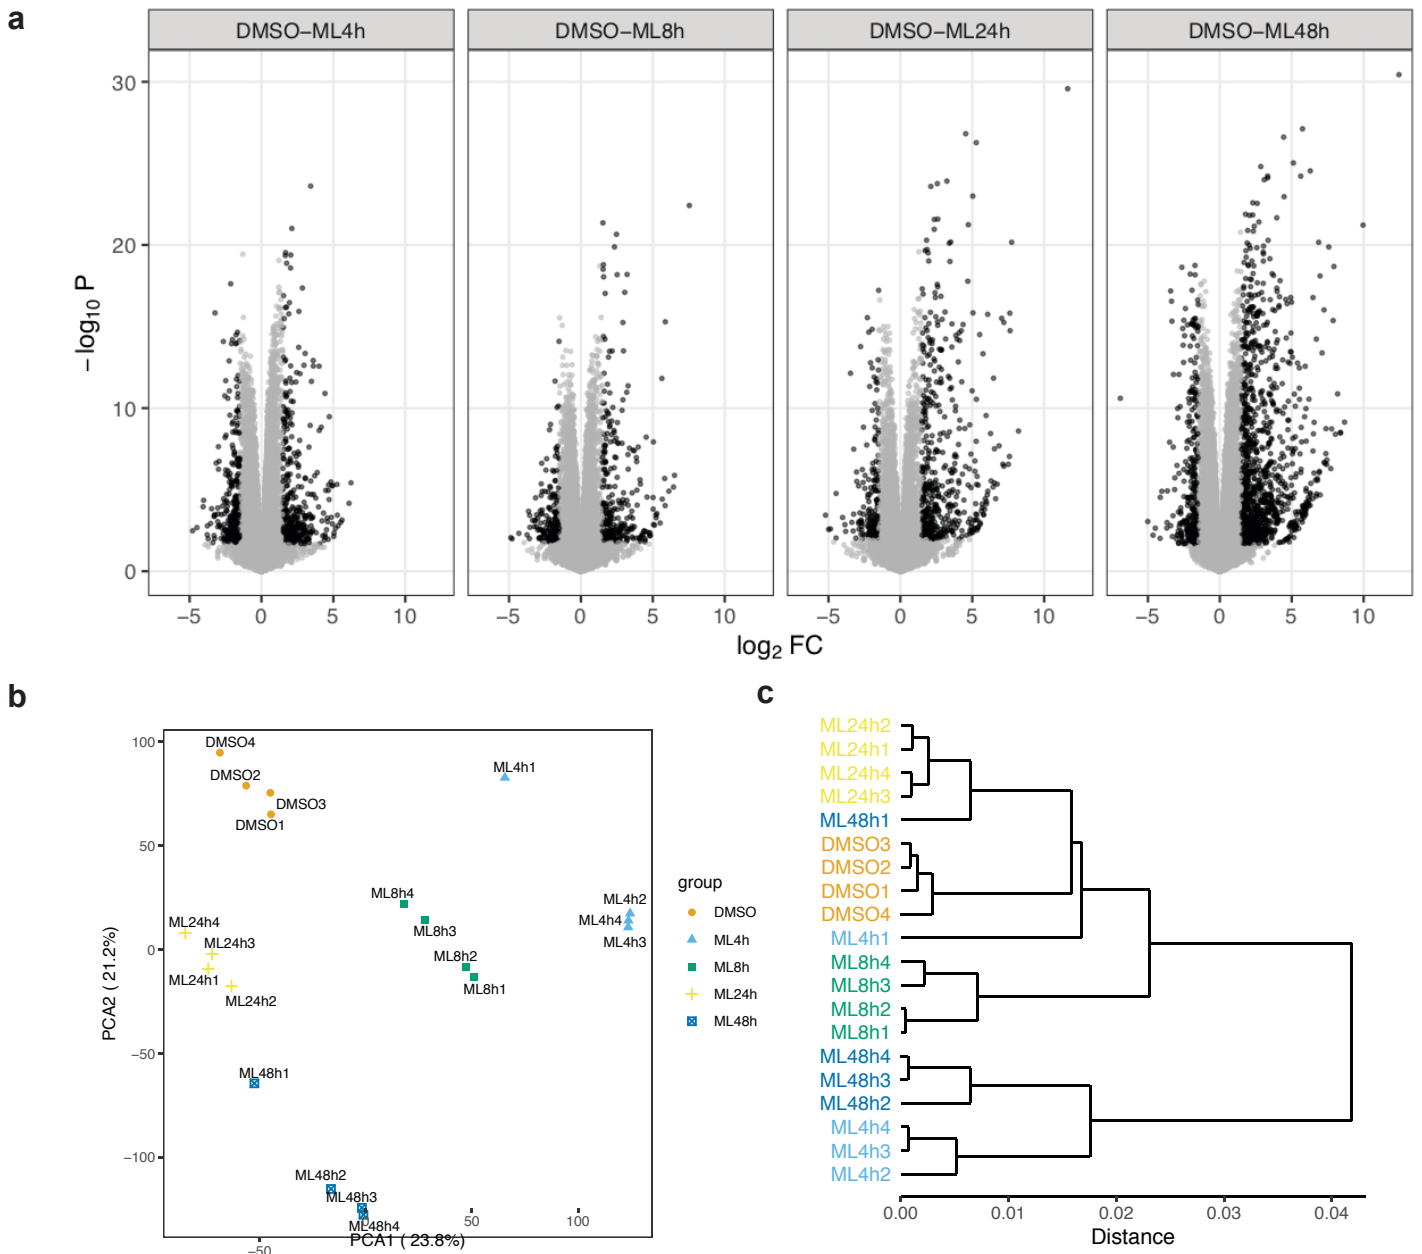 a
DMSO–ML4h
DMSO–ML8h
DMSO–ML24h
DMSO–ML48h
30
20
10
0
– log10 P
−5 0 5 10
−5 0 5 10
−5 0 5 10
−5 0 5 10
log2 FC
b
100
50
0
−50
−100
PCA2 ( 21.2%)
DMSO4
DMSO2
DMSO3
DMSO1
ML4h1
ML8h4
ML8h3
ML4h2
ML4h4
ML4h3
ML24h4
ML24h3
ML24h1
ML24h2
ML8h2
ML8h1
ML48h1
ML48h2
ML48h3
ML48h4
−50
0
50
100
PCA1 ( 23.8%)
group
DMSO
ML4h
ML8h
ML24h
ML48h
c
ML24h2
ML24h1
ML24h4
ML24h3
ML48h1
DMSO3
DMSO2
DMSO1
DMSO4
ML4h1
ML8h4
ML8h3
ML8h2
ML8h1
ML48h4
ML48h3
ML48h2
ML4h4
ML4h3
ML4h2
0.00 0.01 0.02 0.03 0.04
Distance